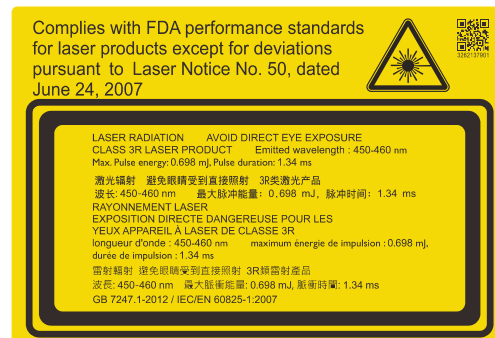 Complies with FDA performance standards
for laser products except for deviations
pursuant to Laser Notice No. 50, dated
June 24, 2007
3282137901
LASER RADIATION AVOID DIRECT EYE EXPOSURE
CLASS 3R LASER PRODUCT Emitted wavelength : 450-460 nm
Max. Pulse energy: 0.698 mJ, Pulse duration: 1.34 ms
激光辐射 避免眼睛受到直接照射 3R类激光产品
波长: 450-460 nm 最大脉冲能量: 0.698 mJ, 脉冲时间: 1.34 ms
RAYONNEMENT LASER
EXPOSITION DIRECTE DANGEREUSE POUR LES
YEUX APPAREIL À LASER DE CLASSE 3R
longueur d'onde : 450-460 nm maximum énergie de impulsion : 0.698 mJ,
durée de impulsion : 1.34 ms
雷射輻射 避免眼睛受到直接照射 3R類雷射產品
波長: 450-460 nm 最大脈衝能量: 0.698 mJ, 脈衝時間: 1.34 ms
GB 7247.1-2012 / IEC/EN 60825-1:2007